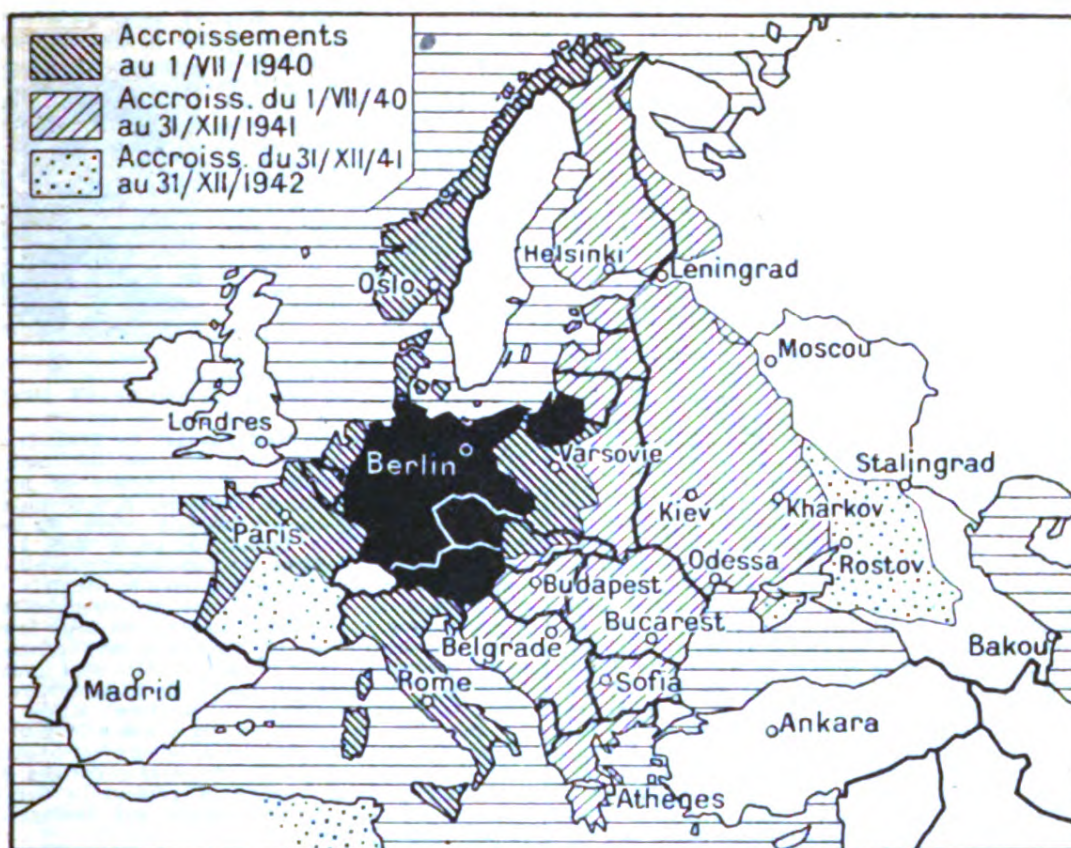 Accroissements
au 1/VII/1940
Accroiss. du 1/VII/40
au 31/XII/1941
Accroiss. du 31/XII/41
au 31/XII/1942
Helsinki
Leningrad
Oslo
Moscou
Londres
Berlin
Varsovie
Stalingrad
Paris
Kiev
Kharkov
Odessa
Rostov
Budapest
Belgrade
Bucarest
Bakou
Madrid
Rome
Sofia
Ankara
Athenes